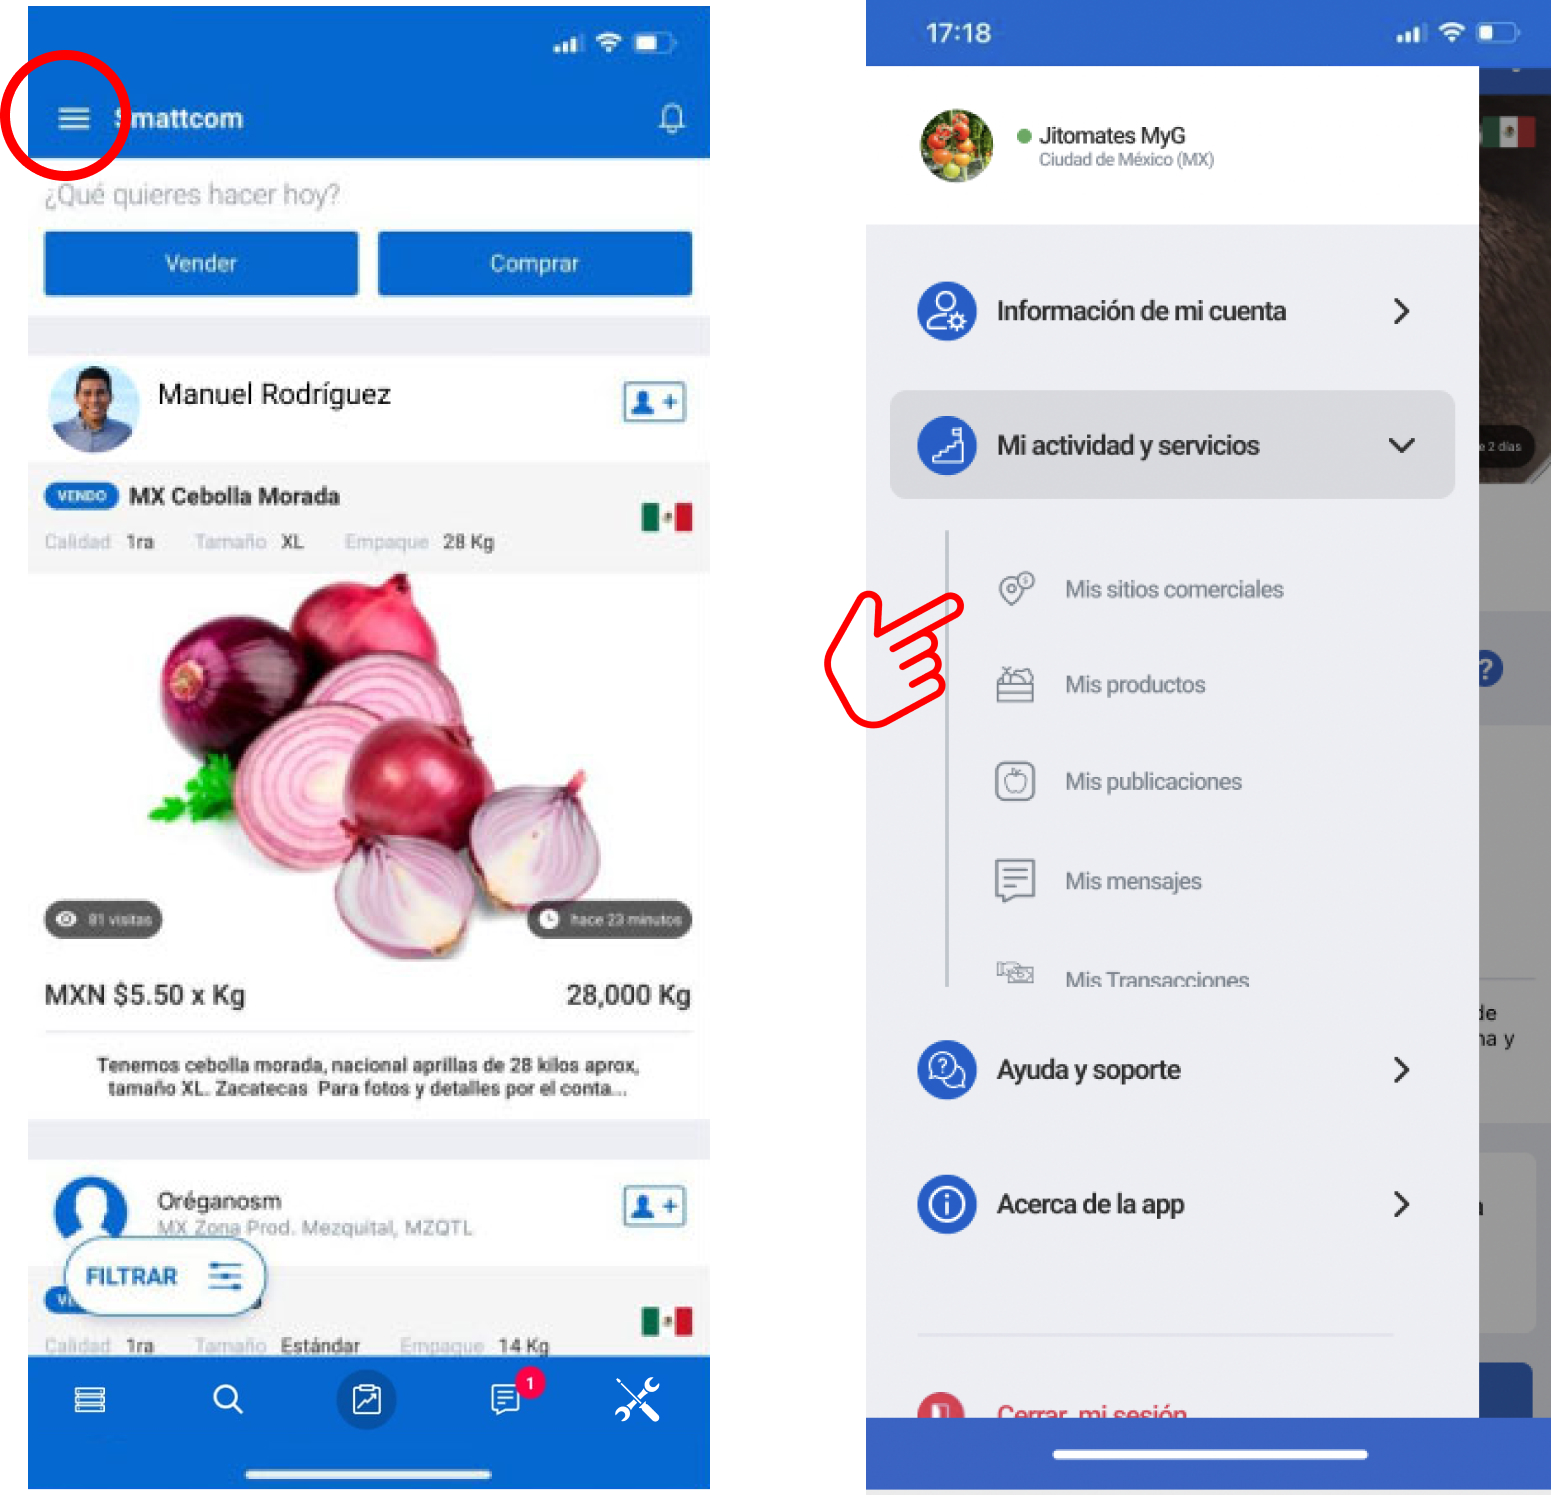 Smattcom
¿Qué quieres hacer hoy?
Vender
Comprar
Manuel Rodríguez
VENDO MX Cebolla Morada
Calidad 1ra Tamaño XL Empaque 28 Kg
81 visitas
hace 23 minutos
MXN $5.50 x Kg
28,000 Kg
Tenemos cebolla morada, nacional aprillas de 28 kilos aprox,
tamaño XL. Zacatecas Para fotos y detalles por el conta...
Oréganosm
MX Zona Prod. Mezquital, MZQTL
FILTRAR
Calidad 1ra Tamaño Estándar Empaque 14 Kg
1
17:18
Jitomates MyG
Ciudad de México (MX)
Información de mi cuenta
Mi actividad y servicios
e 2 días
Mis sitios comerciales
Mis productos
?
Mis publicaciones
Mis mensajes
Mis Transacciones
de
na y
Ayuda y soporte
Acerca de la app
Cerrar mi sesión